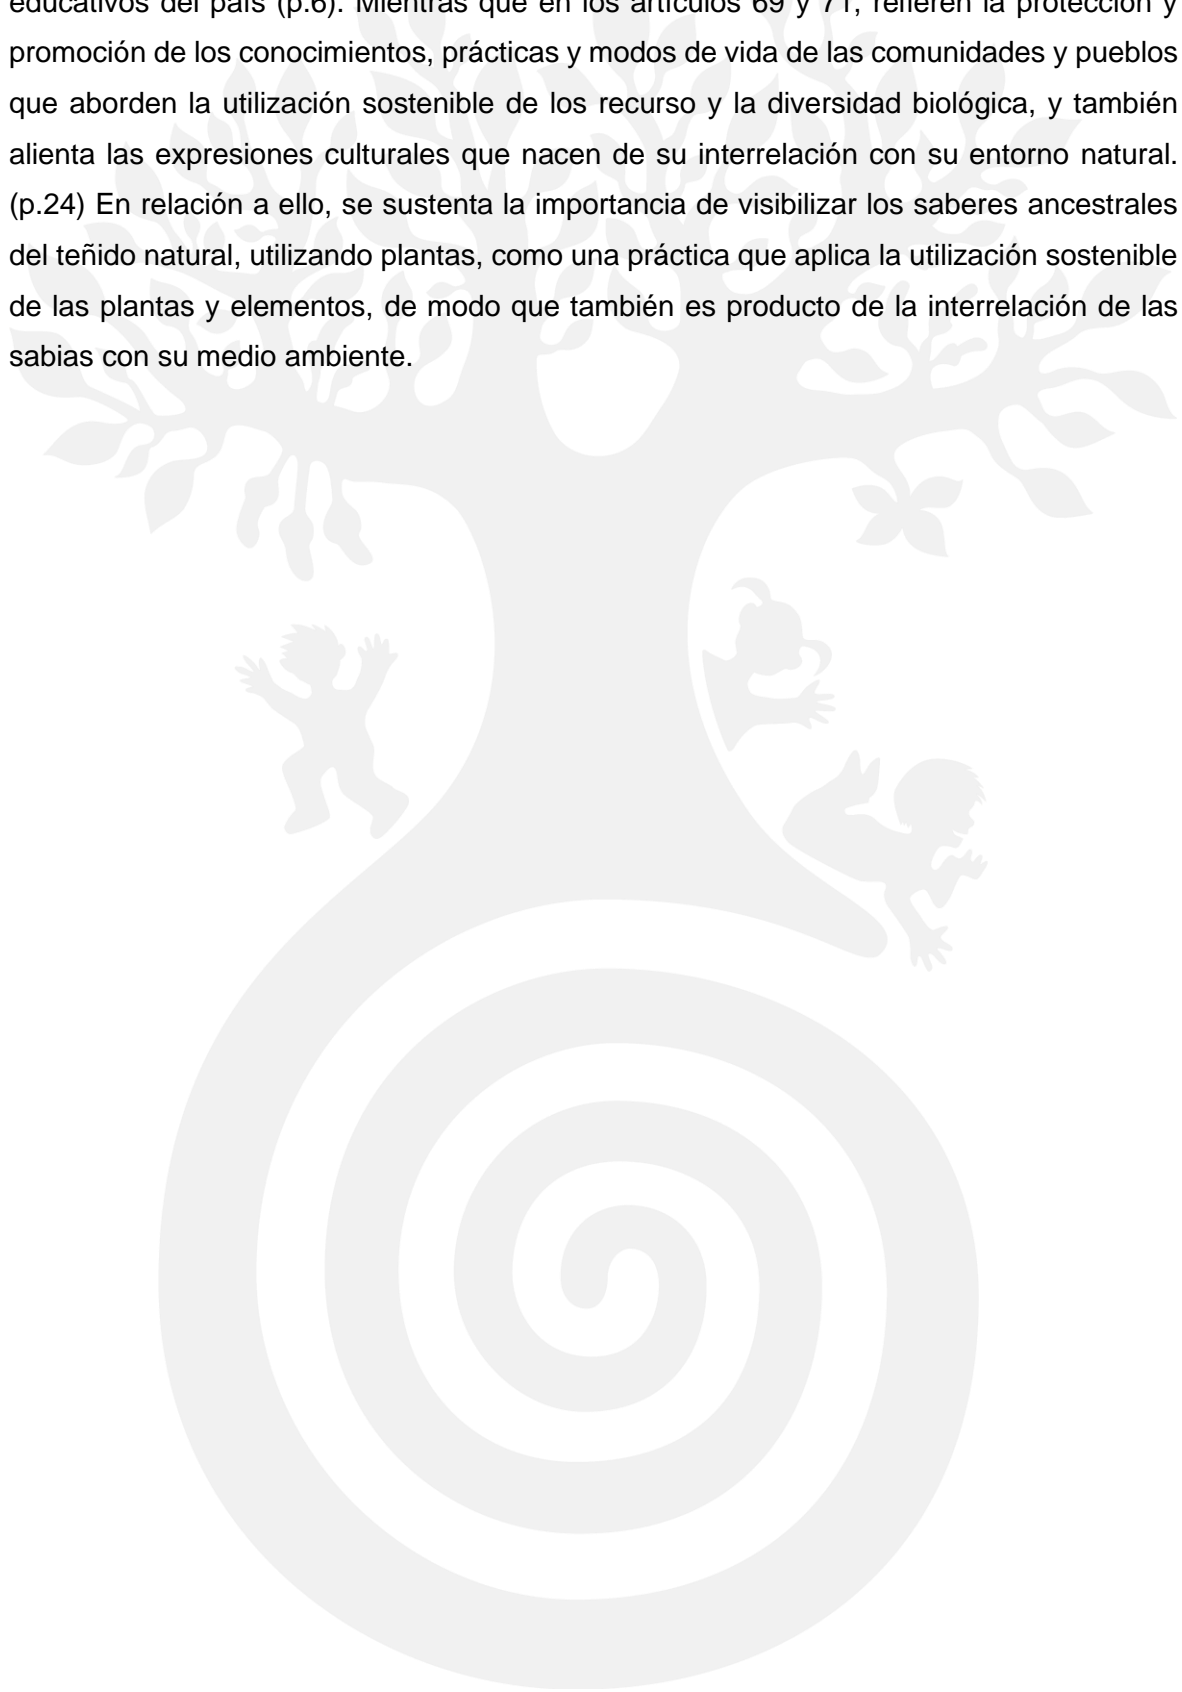 educativos del país (p.6). Mientras que en los artículos 69 y 71, refieren la protección y
promoción de los conocimientos, prácticas y modos de vida de las comunidades y pueblos
que aborden la utilización sostenible de los recurso y la diversidad biológica, y también
alienta las expresiones culturales que nacen de su interrelación con su entorno natural.
(p.24) En relación a ello, se sustenta la importancia de visibilizar los saberes ancestrales
del teñido natural, utilizando plantas, como una práctica que aplica la utilización sostenible
de las plantas y elementos, de modo que también es producto de la interrelación de las
sabias con su medio ambiente.